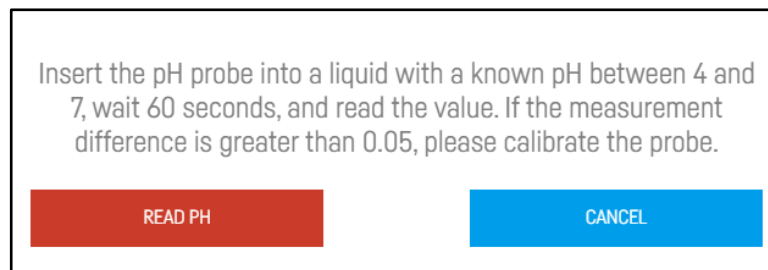 Insert the pH probe into a liquid with a known pH between 4 and
7, wait 60 seconds, and read the value. If the measurement
difference is greater than 0.05, please calibrate the probe.
READ PH
CANCEL